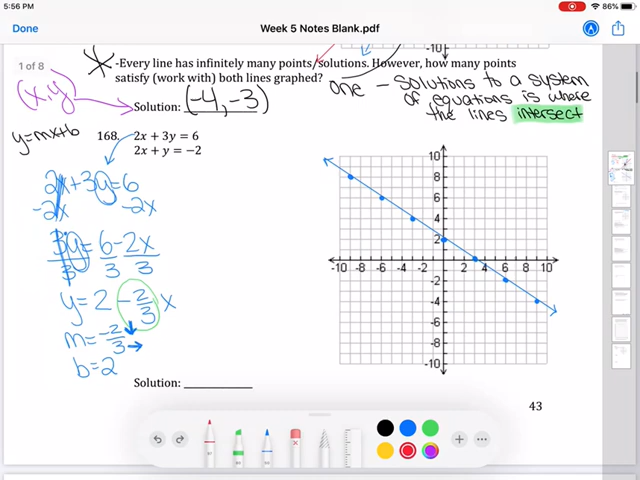 5:56 PM
86%
Done
Week 5 Notes Blank.pdf
-10
10
1 of 8
-Every line has infinitely many points/solutions. However, how many points
satisfy (work with) both lines graphed?
one - solutions to a system
of equations is where
the lines intersect
(x,y)
Solution: (-4,-3)
y=mx+b
168. 2x + 3y = 6
2x + y = −2
2x+3y=6
-2x -2x
3y = 6-2x
3 3 3
y = 2 - 2/3 x
m = -2/3
b=2
10
8
6
4
2
-10 -8 -6 -4 -2 2 4 6 8 10
-2
-4
-6
-8
-10
Solution: ____________
43